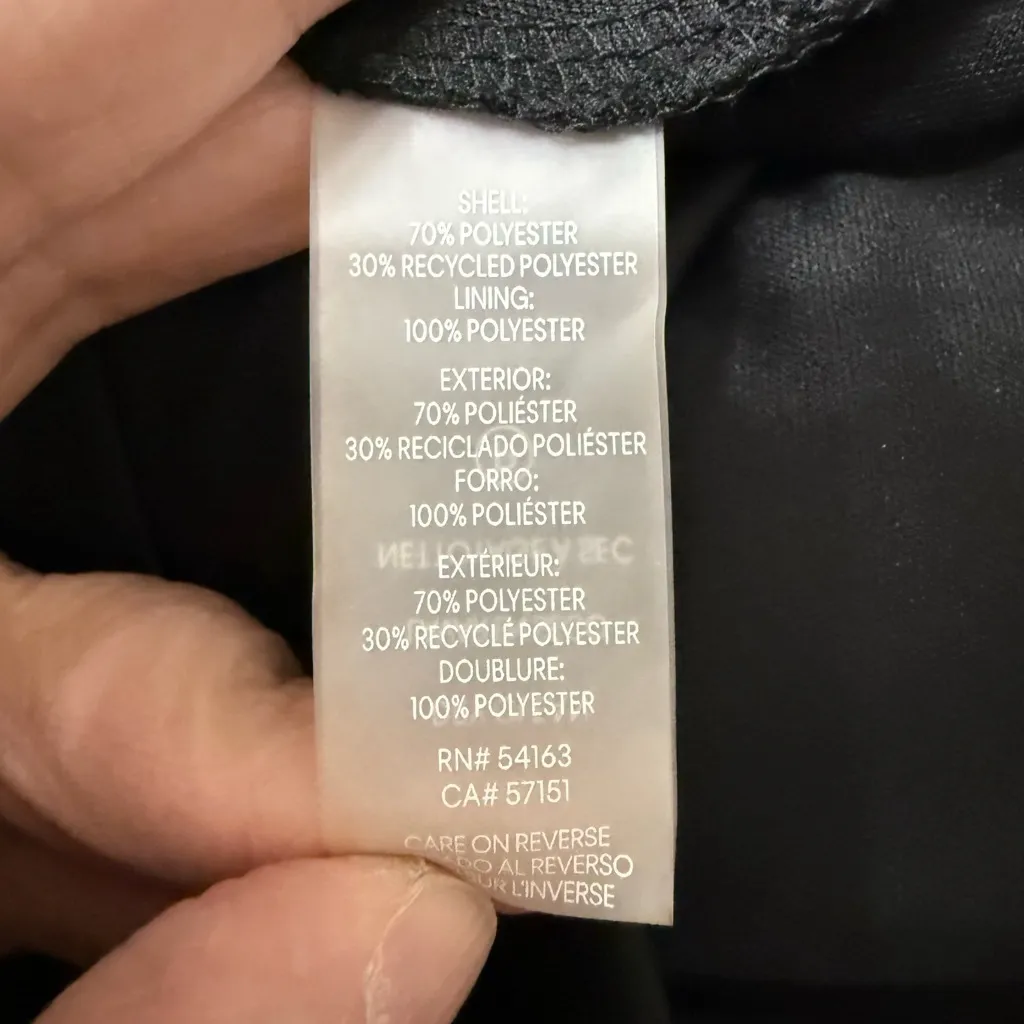 SHELL:
70% POLYESTER
30% RECYCLED POLYESTER
LINING:
100% POLYESTER
EXTERIOR:
70% POLIÉSTER
30% RECICLADO POLIÉSTER
FORRO:
100% POLIÉSTER
EXTÉRIEUR:
70% POLYESTER
30% RECYCLÉ POLYESTER
DOUBLURE:
100% POLYESTER
RN# 54163
CA# 57151
CARE ON REVERSE
AL REVERSO
L'INVERSE